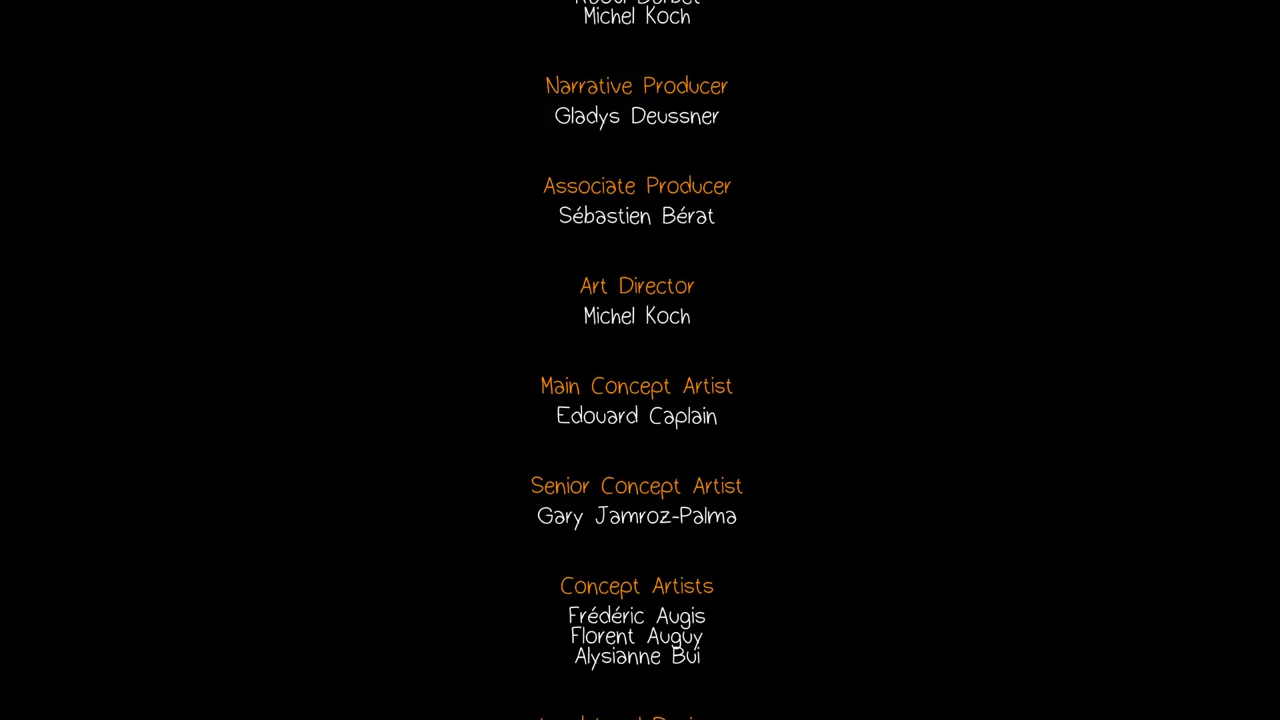 Michel Koch
Narrative Producer
Gladys Deussner
Associate Producer
Sébastien Bérat
Art Director
Michel Koch
Main Concept Artist
Edouard Caplain
Senior Concept Artist
Gary Jamroz-Palma
Concept Artists
Frédéric Augis
Florent Auguy
Alysianne Bui